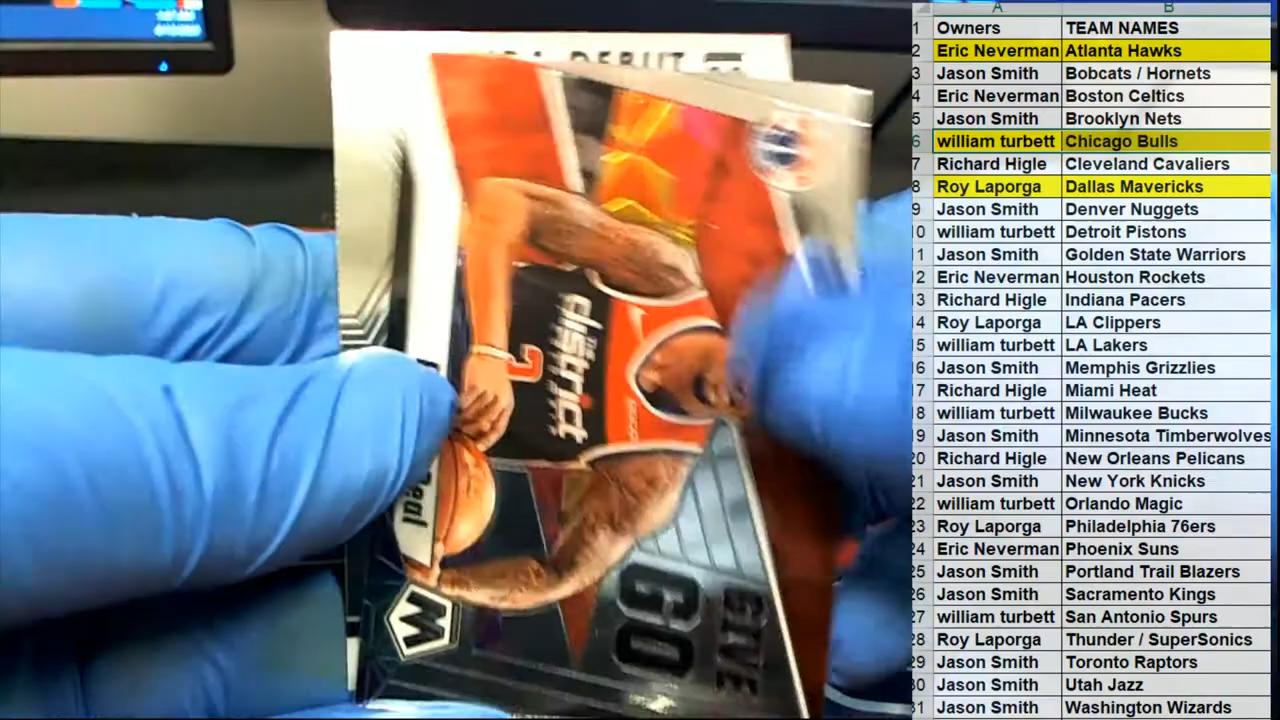 A B
1 Owners TEAM NAMES
2 Eric Neverman Atlanta Hawks
3 Jason Smith Bobcats / Hornets
4 Eric Neverman Boston Celtics
5 Jason Smith Brooklyn Nets
6 william turbett Chicago Bulls
7 Richard Higle Cleveland Cavaliers
8 Roy Laporga Dallas Mavericks
9 Jason Smith Denver Nuggets
10 william turbett Detroit Pistons
11 Jason Smith Golden State Warriors
12 Eric Neverman Houston Rockets
13 Richard Higle Indiana Pacers
14 Roy Laporga LA Clippers
15 william turbett LA Lakers
16 Jason Smith Memphis Grizzlies
17 Richard Higle Miami Heat
18 william turbett Milwaukee Bucks
19 Jason Smith Minnesota Timberwolves
20 Richard Higle New Orleans Pelicans
21 Jason Smith New York Knicks
22 william turbett Orlando Magic
23 Roy Laporga Philadelphia 76ers
24 Eric Neverman Phoenix Suns
25 Jason Smith Portland Trail Blazers
26 Jason Smith Sacramento Kings
27 william turbett San Antonio Spurs
28 Roy Laporga Thunder / SuperSonics
29 Jason Smith Toronto Raptors
30 Jason Smith Utah Jazz
31 Jason Smith Washington Wizards
DEBUT
THE
district
3
GIVE
GO
M